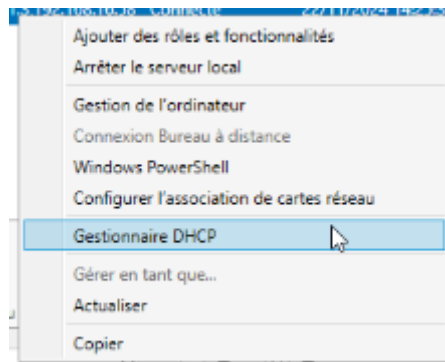 Ajouter des rôles et fonctionnalités
Arrêter le serveur local
Gestion de l'ordinateur
Connexion Bureau à distance
Windows PowerShell
Configurer l'association de cartes réseau
Gestionnaire DHCP
Gérer en tant que...
Actualiser
Copier